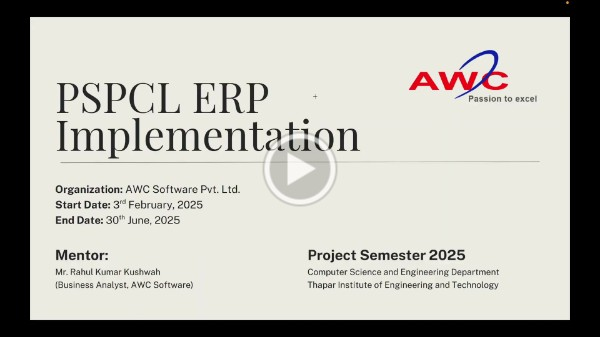 AWC
Passion to excel
PSPCL ERP
Implementation
Organization: AWC Software Pvt. Ltd.
Start Date: 3rd February, 2025
End Date: 30th June, 2025
Mentor:
Mr. Rahul Kumar Kushwah
(Business Analyst, AWC Software)
Project Semester 2025
Computer Science and Engineering Department
Thapar Institute of Engineering and Technology